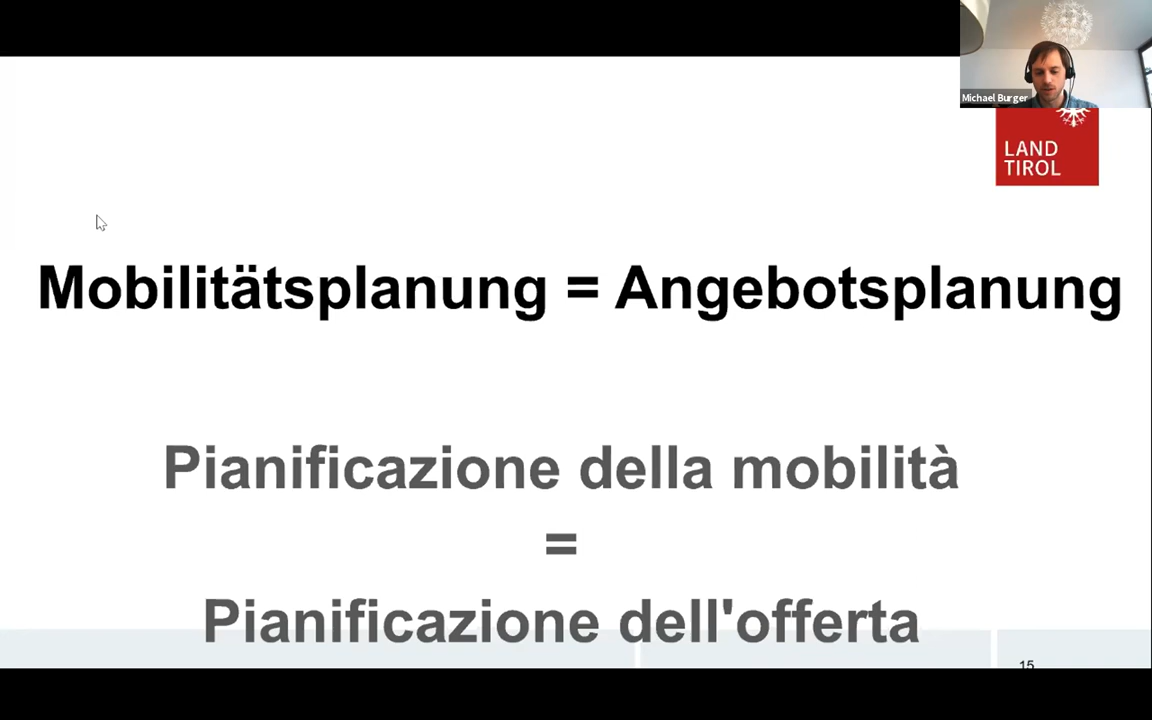 Michael Burger
LAND
TIROL
Mobilitätsplanung = Angebotsplanung
Pianificazione della mobilità
=
Pianificazione dell'offerta
15